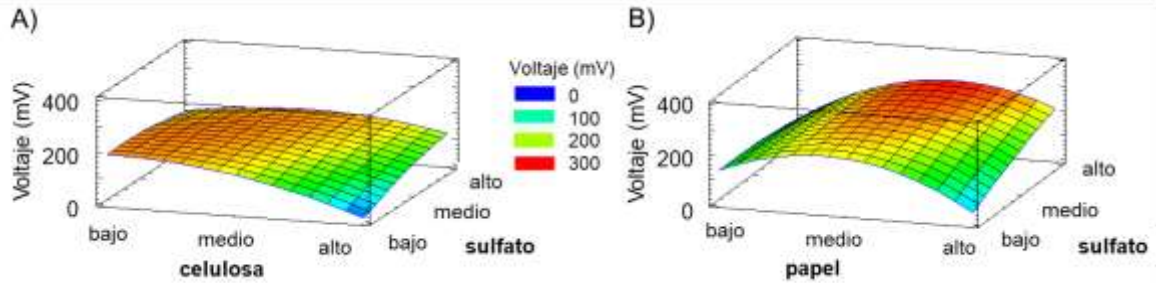 A)
Voltaje (mV)
400
200
0
bajo
medio
alto
celulosa
bajo
medio
alto
sulfato
Voltaje (mV)
0
100
200
300
B)
Voltaje (mV)
400
200
0
bajo
medio
alto
papel
bajo
medio
alto
sulfato